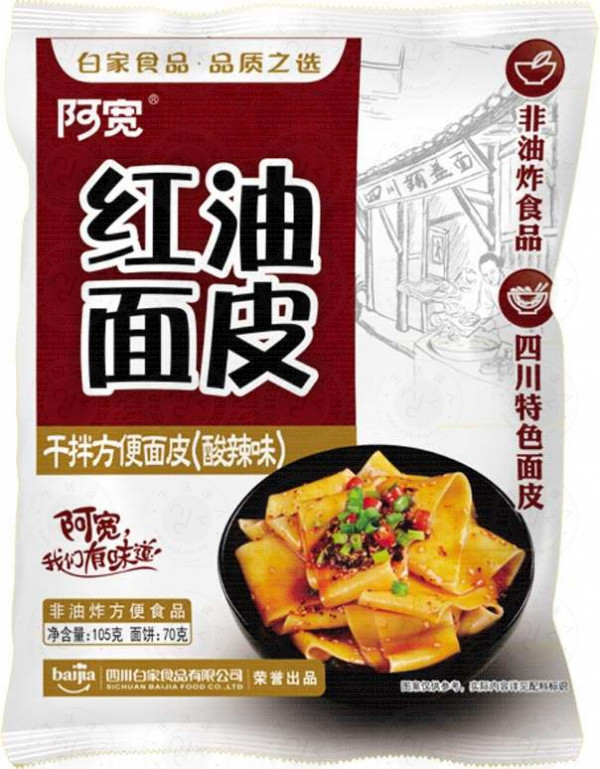 白家食品·品质之选
阿宽®
红油
面皮
干拌方便面皮(酸辣味)
非油炸食品
四川特色面皮
四川铺盖面
阿宽,
我们有味道
非油炸方便食品
净含量:105克 面饼:70克
baijia 四川白家食品有限公司 荣誉出品
SICHUAN BAIJIA FOOD CO.,LTD
图案仅供参考,实际内容详见配料标识